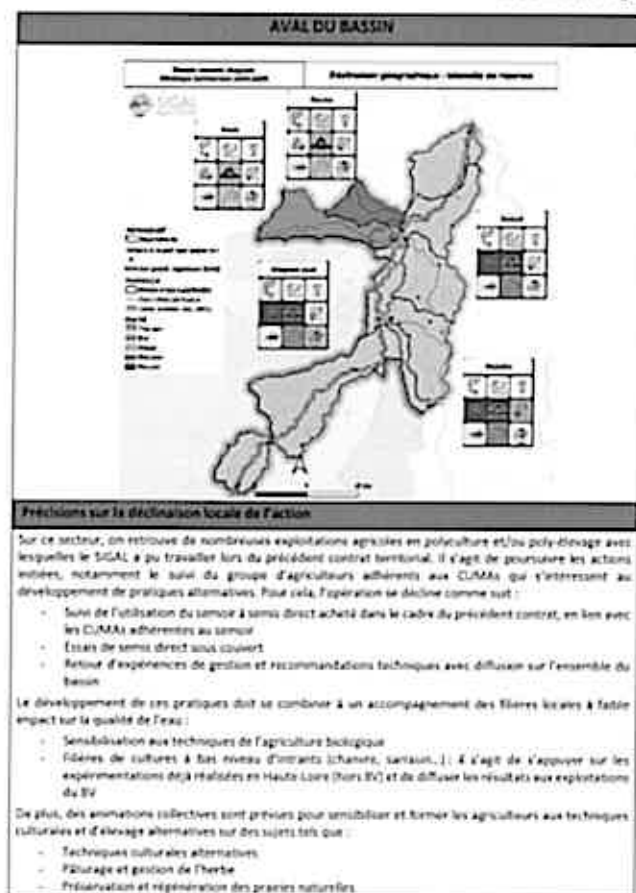 AVAL DU BASSIN
Précisions sur la déclinaison locale de l'action
Sur ce secteur, on retrouve de nombreuses exploitations agricoles en polyculture et/ou poly-élevage avec
lesquelles le SIGAL a pu travailler lors du précédent contrat territorial. Il s'agit de poursuivre les actions
initiées, notamment le suivi du groupe d'agriculteurs adhérents aux CUMAs qui s'intéressent au
développement de pratiques alternatives. Pour cela, l'opération se décline comme suit :
- Suivi de l'utilisation du semoir à semis direct acheté dans le cadre du précédent contrat, en lien avec
les CUMAs adhérentes au semoir
- Essais de semis direct sous couvert
- Retour d'expériences de gestion et recommandations techniques avec diffusion sur l'ensemble du
bassin
Le développement de ces pratiques doit se combiner à un accompagnement des filières locales à faible
impact sur la qualité de l'eau :
- Sensibilisation aux techniques de l'agriculture biologique
- Filières de cultures à bas niveau d'intrants (chanvre, sarrasin...) : il s'agit de s'appuyer sur les
expérimentations déjà réalisées en Haute-Loire (hors BV) et de diffuser les résultats aux exploitations
du BV
De plus, des animations collectives sont prévues pour sensibiliser et former les agriculteurs aux techniques
culturales et d'élevage alternatives sur des sujets tels que :
- Techniques culturales alternatives
- Pâturage et gestion de l'herbe
- Préservation et régénération des prairies naturelles